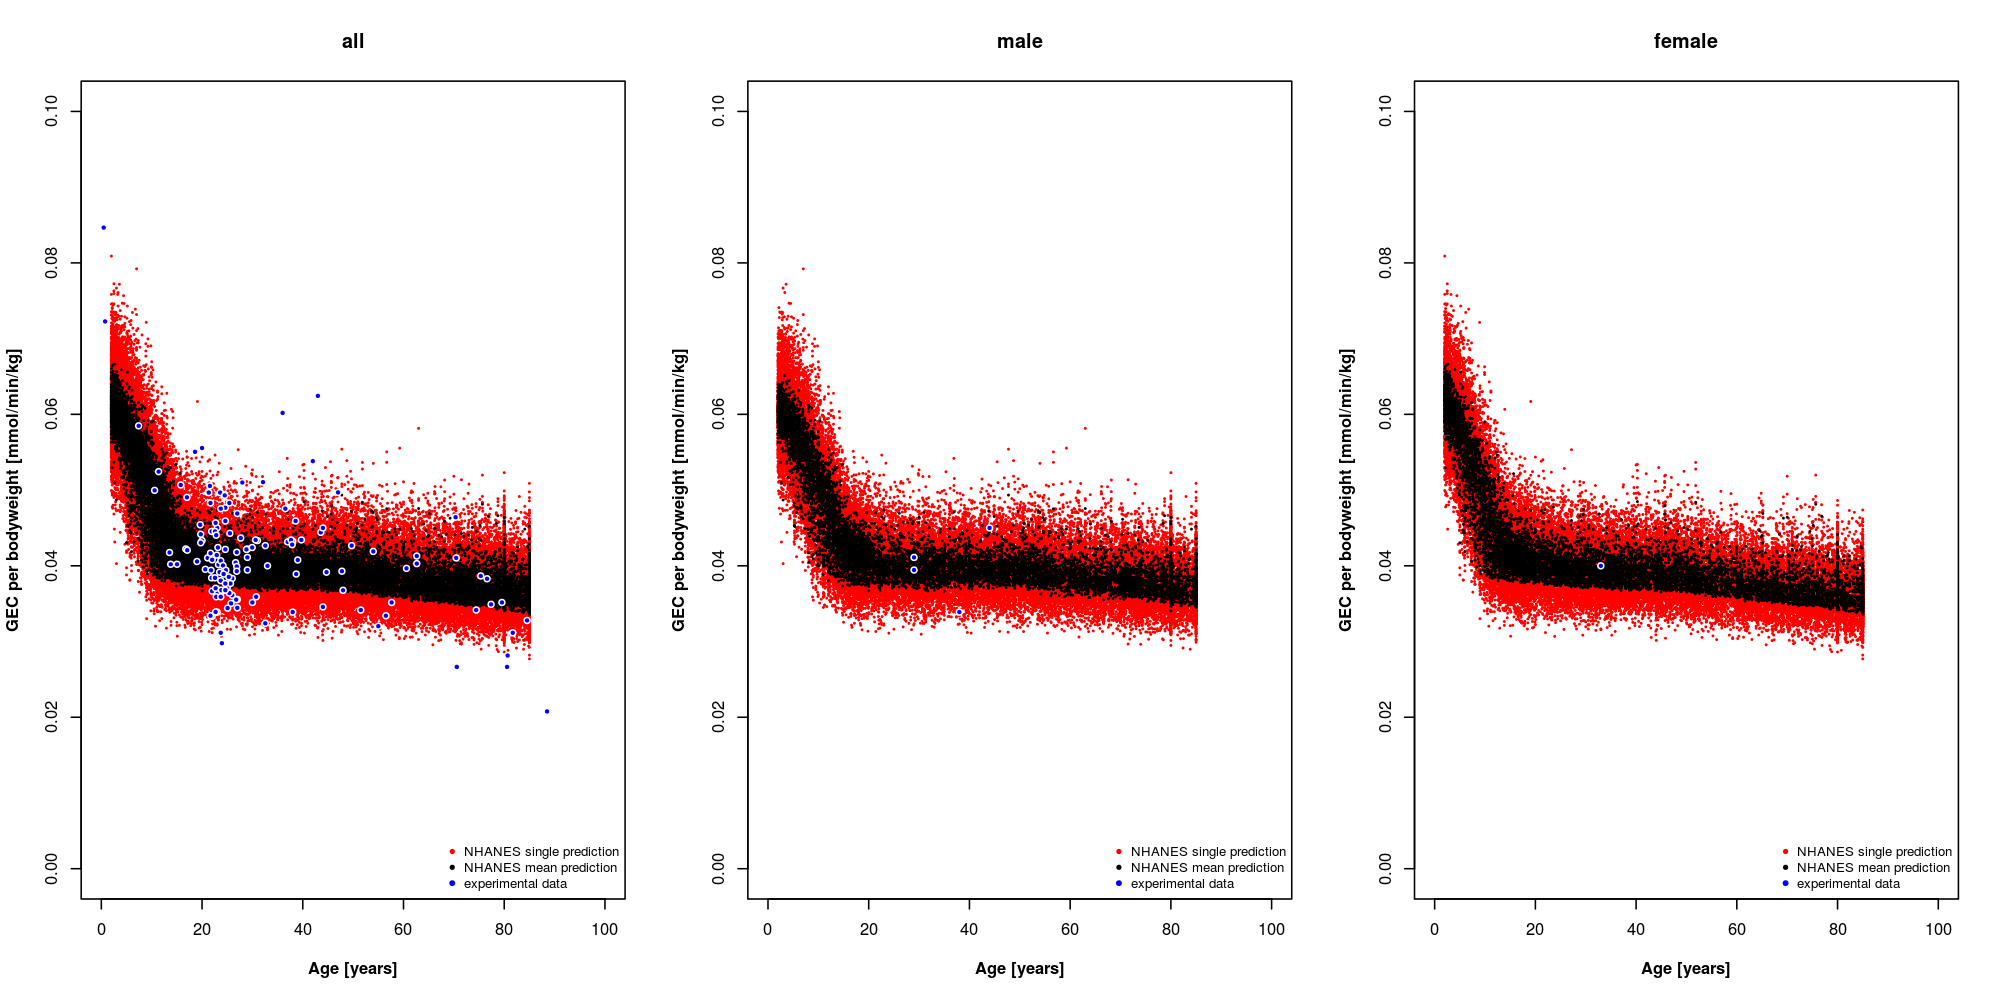 all
GEC per bodyweight [mmol/min/kg]
0.10
0.08
0.06
0.04
0.02
0.00
NHANES single prediction
NHANES mean prediction
experimental data
0 20 40 60 80 100
Age [years]
male
GEC per bodyweight [mmol/min/kg]
0.10
0.08
0.06
0.04
0.02
0.00
NHANES single prediction
NHANES mean prediction
experimental data
0 20 40 60 80 100
Age [years]
female
GEC per bodyweight [mmol/min/kg]
0.10
0.08
0.06
0.04
0.02
0.00
NHANES single prediction
NHANES mean prediction
experimental data
0 20 40 60 80 100
Age [years]